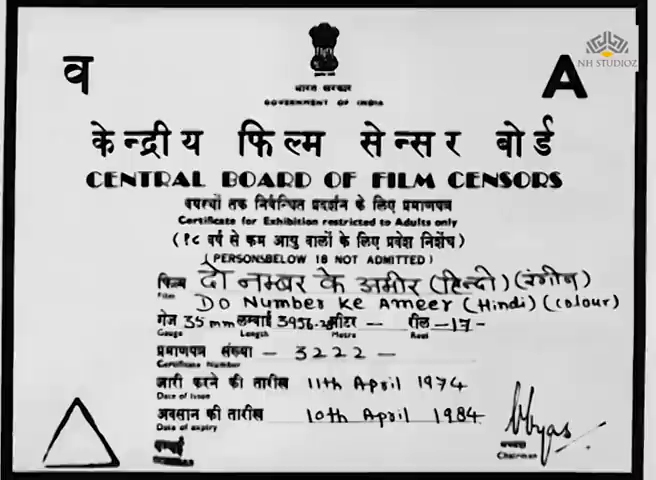 व
A
NH STUDIOZ
भारत सरकार
GOVERNMENT OF INDIA
केन्द्रीय फिल्म सेन्सर बोर्ड
CENTRAL BOARD OF FILM CENSORS
वयस्कों तक निर्बन्धित प्रदर्शन के लिए प्रमाणपत्र
Certificate for Exhibition restricted to Adults only
(१८ वर्ष से कम आयु वालों के लिए प्रवेश निषेध)
(PERSONSBELOW 18 NOT ADMITTED)
फिल्म दो नम्बर के अमीर (हिन्दी) (रंगीन)
Film Do Number Ke Ameer (Hindi) (colour)
गेज 35 mm लम्बाई मीटर - रील - 17 -
Gauge Length Metre Reel
प्रमाणपत्र संख्या - 3222 -
Certificate Number
जारी करने की तारीख 11th April 1974
Date of Issue
अवसान की तारीख 10th April 1984
Date of expiry
बम्बई
अध्यक्ष
Chairman